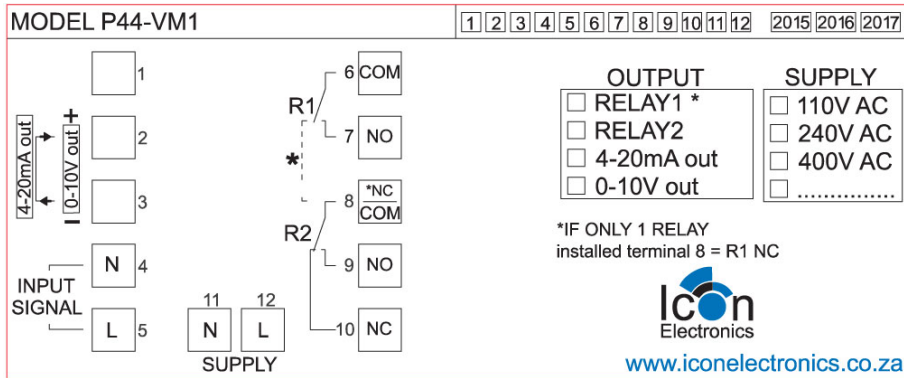 MODEL P44-VM1
1 2 3 4 5 6 7 8 9 10 11 12 2015 2016 2017
1
2
3
N 4
L 5
4-20mA out
0-10V out
+
–
INPUT
SIGNAL
11 12
N L
SUPPLY
R1
*
R2
6 COM
7 NO
8 *NC
COM
9 NO
10 NC
OUTPUT
RELAY1 *
RELAY2
4-20mA out
0-10V out
SUPPLY
110V AC
240V AC
400V AC
...............
*IF ONLY 1 RELAY
installed terminal 8 = R1 NC
Icon
Electronics
www.iconelectronics.co.za